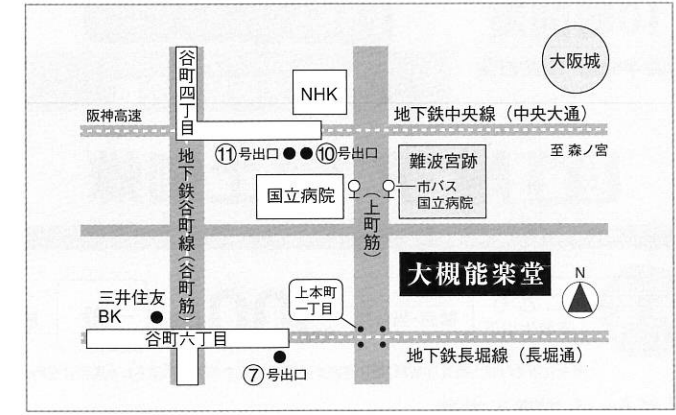 大阪城
谷町四丁目
NHK
阪神高速
地下鉄中央線（中央大通）
至 森ノ宮
⑪号出口
⑩号出口
難波宮跡
国立病院
市バス
国立病院
地下鉄谷町線（谷町筋）
（上町筋）
大槻能楽堂
N
三井住友
BK
上本町
一丁目
谷町六丁目
地下鉄長堀線（長堀通）
⑦号出口